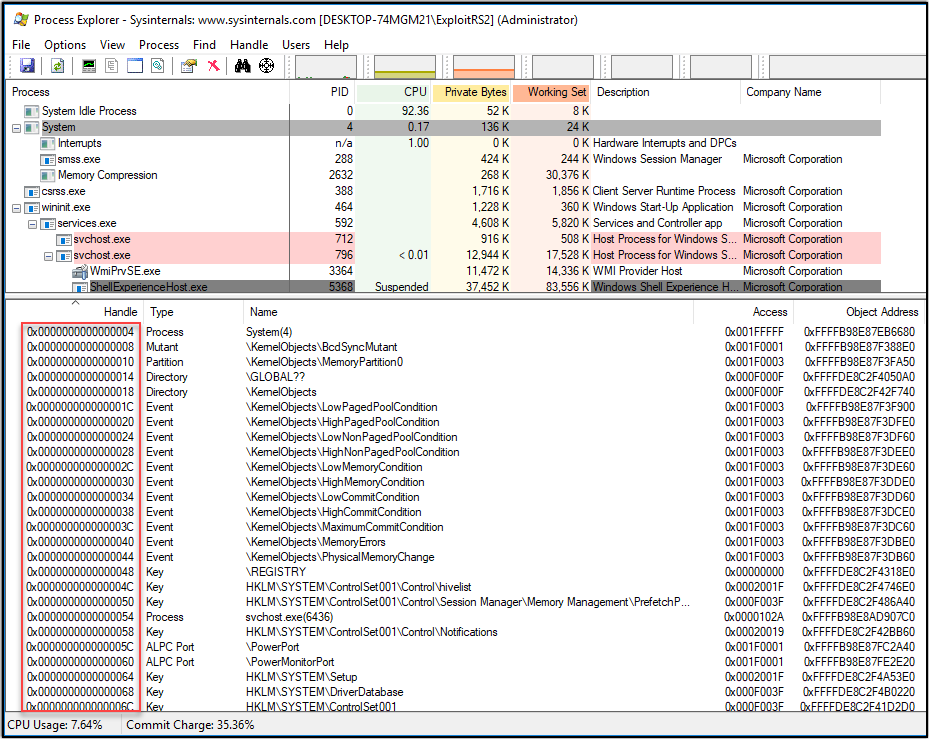 Process Explorer - Sysinternals: www.sysinternals.com [DESKTOP-74MGM21\ExploitRS2] (Administrator)
File Options View Process Find Handle Users Help
Process PID CPU Private Bytes Working Set Description Company Name
System Idle Process 0 92.36 52 K 8 K
System 4 0.17 136 K 24 K
Interrupts n/a 1.00 0 K 0 K Hardware Interrupts and DPCs
smss.exe 288 424 K 244 K Windows Session Manager Microsoft Corporation
Memory Compression 2632 268 K 30,376 K
csrss.exe 388 1,716 K 1,856 K Client Server Runtime Process Microsoft Corporation
wininit.exe 464 1,228 K 360 K Windows Start-Up Application Microsoft Corporation
services.exe 592 4,608 K 5,820 K Services and Controller app Microsoft Corporation
svchost.exe 712 916 K 508 K Host Process for Windows S... Microsoft Corporation
svchost.exe 796 < 0.01 12,944 K 17,528 K Host Process for Windows S... Microsoft Corporation
WmiPrvSE.exe 3364 11,472 K 14,336 K WMI Provider Host Microsoft Corporation
ShellExperienceHost.exe 5368 Suspended 37,452 K 83,556 K Windows Shell Experience H... Microsoft Corporation
Handle Type Name Access Object Address
0x0000000000000004 Process System(4) 0x001FFFFF 0xFFFFB98E87EB6680
0x0000000000000008 Mutant \KernelObjects\BcdSyncMutant 0x001F0001 0xFFFFB98E87F388E0
0x0000000000000010 Partition \KernelObjects\MemoryPartition0 0x001F0003 0xFFFFB98E87F3FA50
0x0000000000000014 Directory \GLOBAL?? 0x000F000F 0xFFFFDE8C2F4050A0
0x0000000000000018 Directory \KernelObjects 0x000F000F 0xFFFFDE8C2F42F740
0x000000000000001C Event \KernelObjects\LowPagedPoolCondition 0x001F0003 0xFFFFB98E87F3F900
0x0000000000000020 Event \KernelObjects\HighPagedPoolCondition 0x001F0003 0xFFFFB98E87F3DFE0
0x0000000000000024 Event \KernelObjects\LowNonPagedPoolCondition 0x001F0003 0xFFFFB98E87F3DF60
0x0000000000000028 Event \KernelObjects\HighNonPagedPoolCondition 0x001F0003 0xFFFFB98E87F3DEE0
0x000000000000002C Event \KernelObjects\LowMemoryCondition 0x001F0003 0xFFFFB98E87F3DE60
0x0000000000000030 Event \KernelObjects\HighMemoryCondition 0x001F0003 0xFFFFB98E87F3DDE0
0x0000000000000034 Event \KernelObjects\LowCommitCondition 0x001F0003 0xFFFFB98E87F3DD60
0x0000000000000038 Event \KernelObjects\HighCommitCondition 0x001F0003 0xFFFFB98E87F3DCE0
0x000000000000003C Event \KernelObjects\MaximumCommitCondition 0x001F0003 0xFFFFB98E87F3DC60
0x0000000000000040 Event \KernelObjects\MemoryErrors 0x001F0003 0xFFFFB98E87F3DBE0
0x0000000000000044 Event \KernelObjects\PhysicalMemoryChange 0x001F0003 0xFFFFB98E87F3DB60
0x0000000000000048 Key \REGISTRY 0x00000000 0xFFFFDE8C2F4318E0
0x000000000000004C Key HKLM\SYSTEM\ControlSet001\Control\hivelist 0x0002001F 0xFFFFDE8C2F4746E0
0x0000000000000050 Key HKLM\SYSTEM\ControlSet001\Control\Session Manager\Memory Management\PrefetchP... 0x000F003F 0xFFFFDE8C2F486A40
0x0000000000000054 Process svchost.exe(6436) 0x0000102A 0xFFFFB98E8AD907C0
0x0000000000000058 Key HKLM\SYSTEM\ControlSet001\Control\Notifications 0x00020019 0xFFFFDE8C2F42BB60
0x000000000000005C ALPC Port \PowerPort 0x001F0001 0xFFFFB98E87FC2A40
0x0000000000000060 ALPC Port \PowerMonitorPort 0x001F0001 0xFFFFB98E87FE2E20
0x0000000000000064 Key HKLM\SYSTEM\Setup 0x0002001F 0xFFFFDE8C2F4A53E0
0x0000000000000068 Key HKLM\SYSTEM\DriverDatabase 0x000F003F 0xFFFFDE8C2F4B0220
0x000000000000006C Key HKLM\SYSTEM\ControlSet001 0x000F003F 0xFFFFDE8C2F41D2D0
CPU Usage: 7.64% Commit Charge: 35.36%